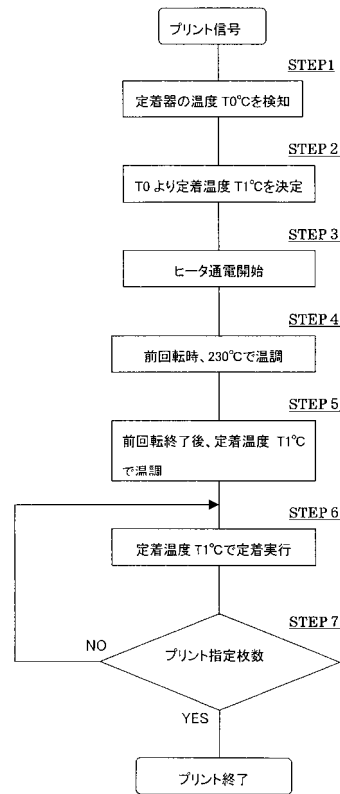 プリント信号
STEP1
定着器の温度 T0℃を検知
STEP 2
T0 より定着温度 T1℃を決定
STEP 3
ヒータ通電開始
STEP 4
前回転時、230℃で温調
STEP 5
前回転終了後、定着温度 T1℃
で温調
STEP 6
定着温度 T1℃で定着実行
STEP 7
プリント指定枚数
NO
YES
プリント終了